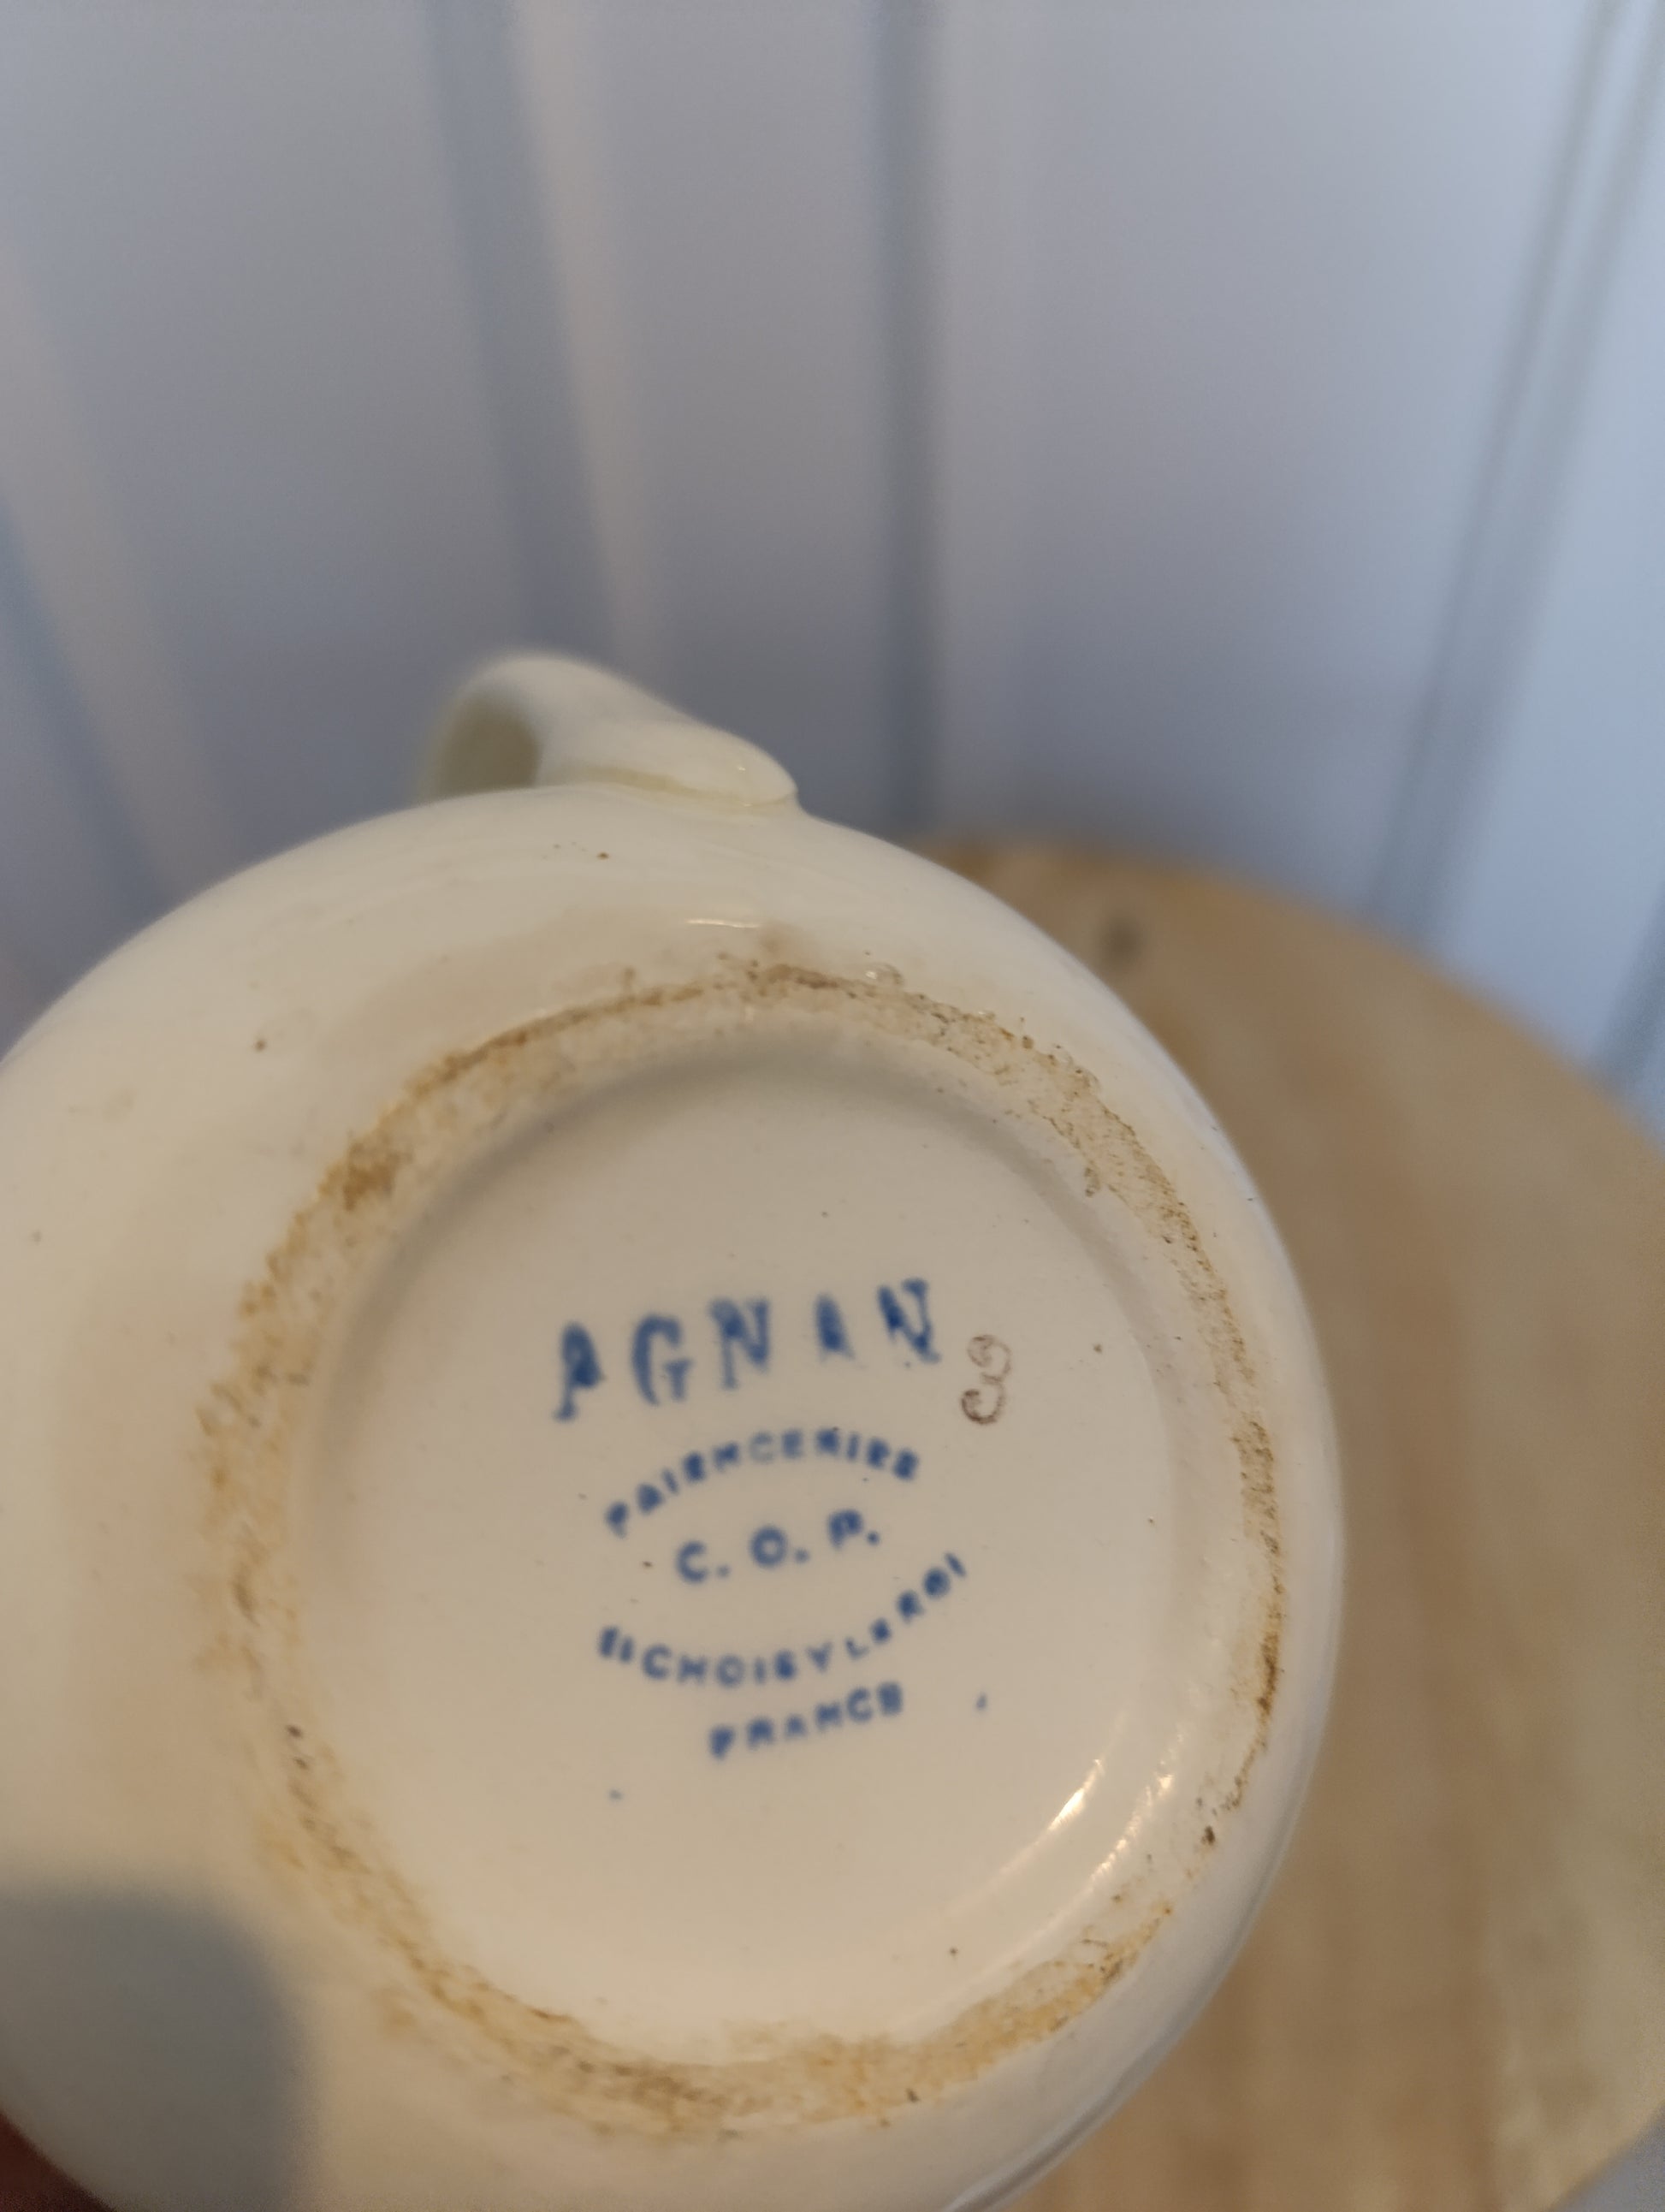 AGNAN
3
FAIENCERIES
C. O. P.
CHOISY LE ROI
FRANCE